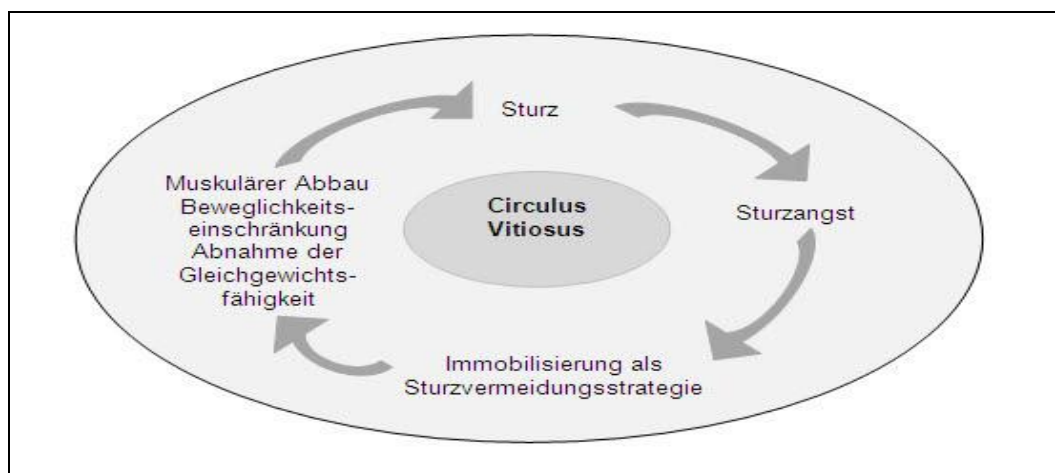 Sturz
Circulus
Vitiosus
Sturzangst
Immobilisierung als
Sturzvermeidungsstrategie
Muskulärer Abbau
Beweglichkeits-
einschränkung
Abnahme der
Gleichgewichts-
fähigkeit